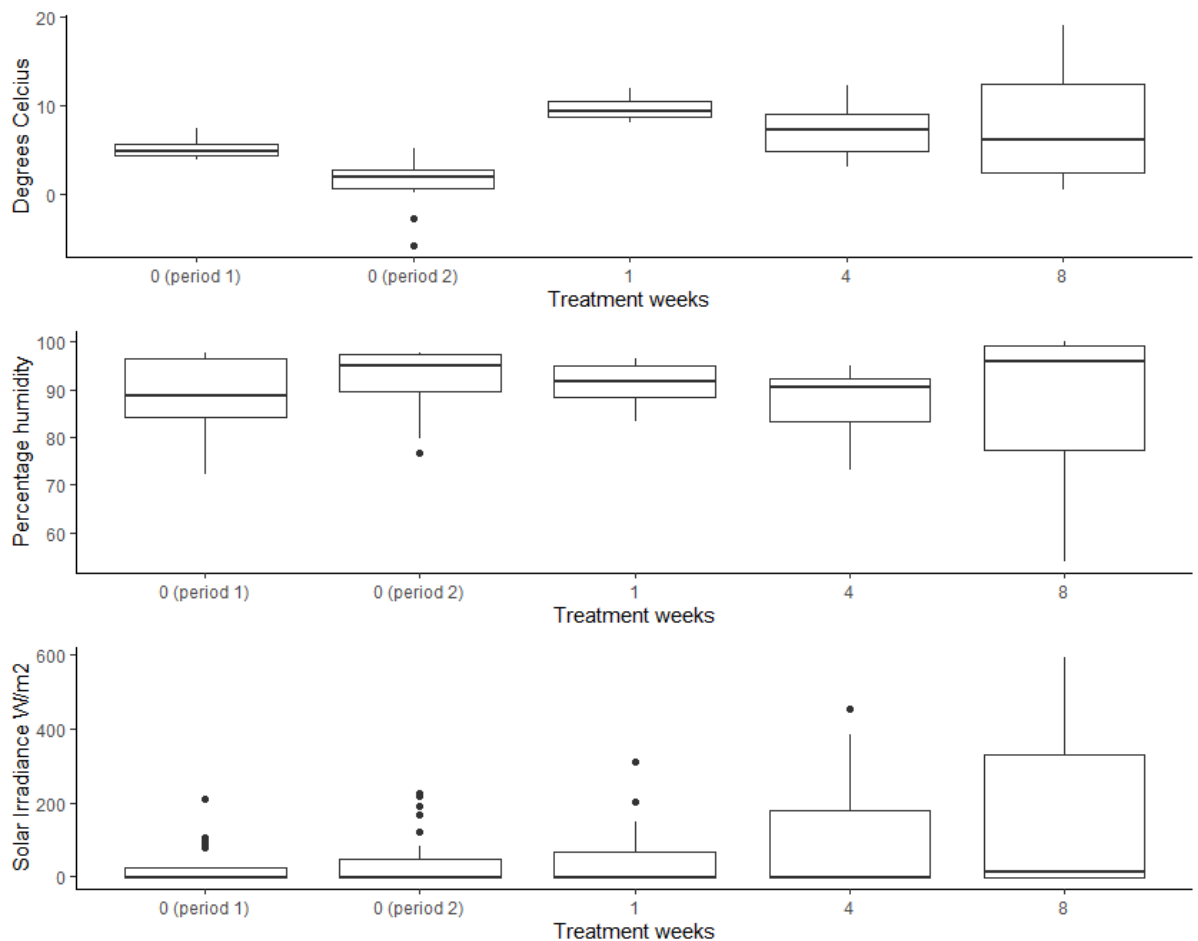 Degrees Celcius
20
10
0
0 (period 1) 0 (period 2) 1 4 8
Treatment weeks
Percentage humidity
100
90
80
70
60
0 (period 1) 0 (period 2) 1 4 8
Treatment weeks
Solar Irradiance W/m2
600
400
200
0
0 (period 1) 0 (period 2) 1 4 8
Treatment weeks